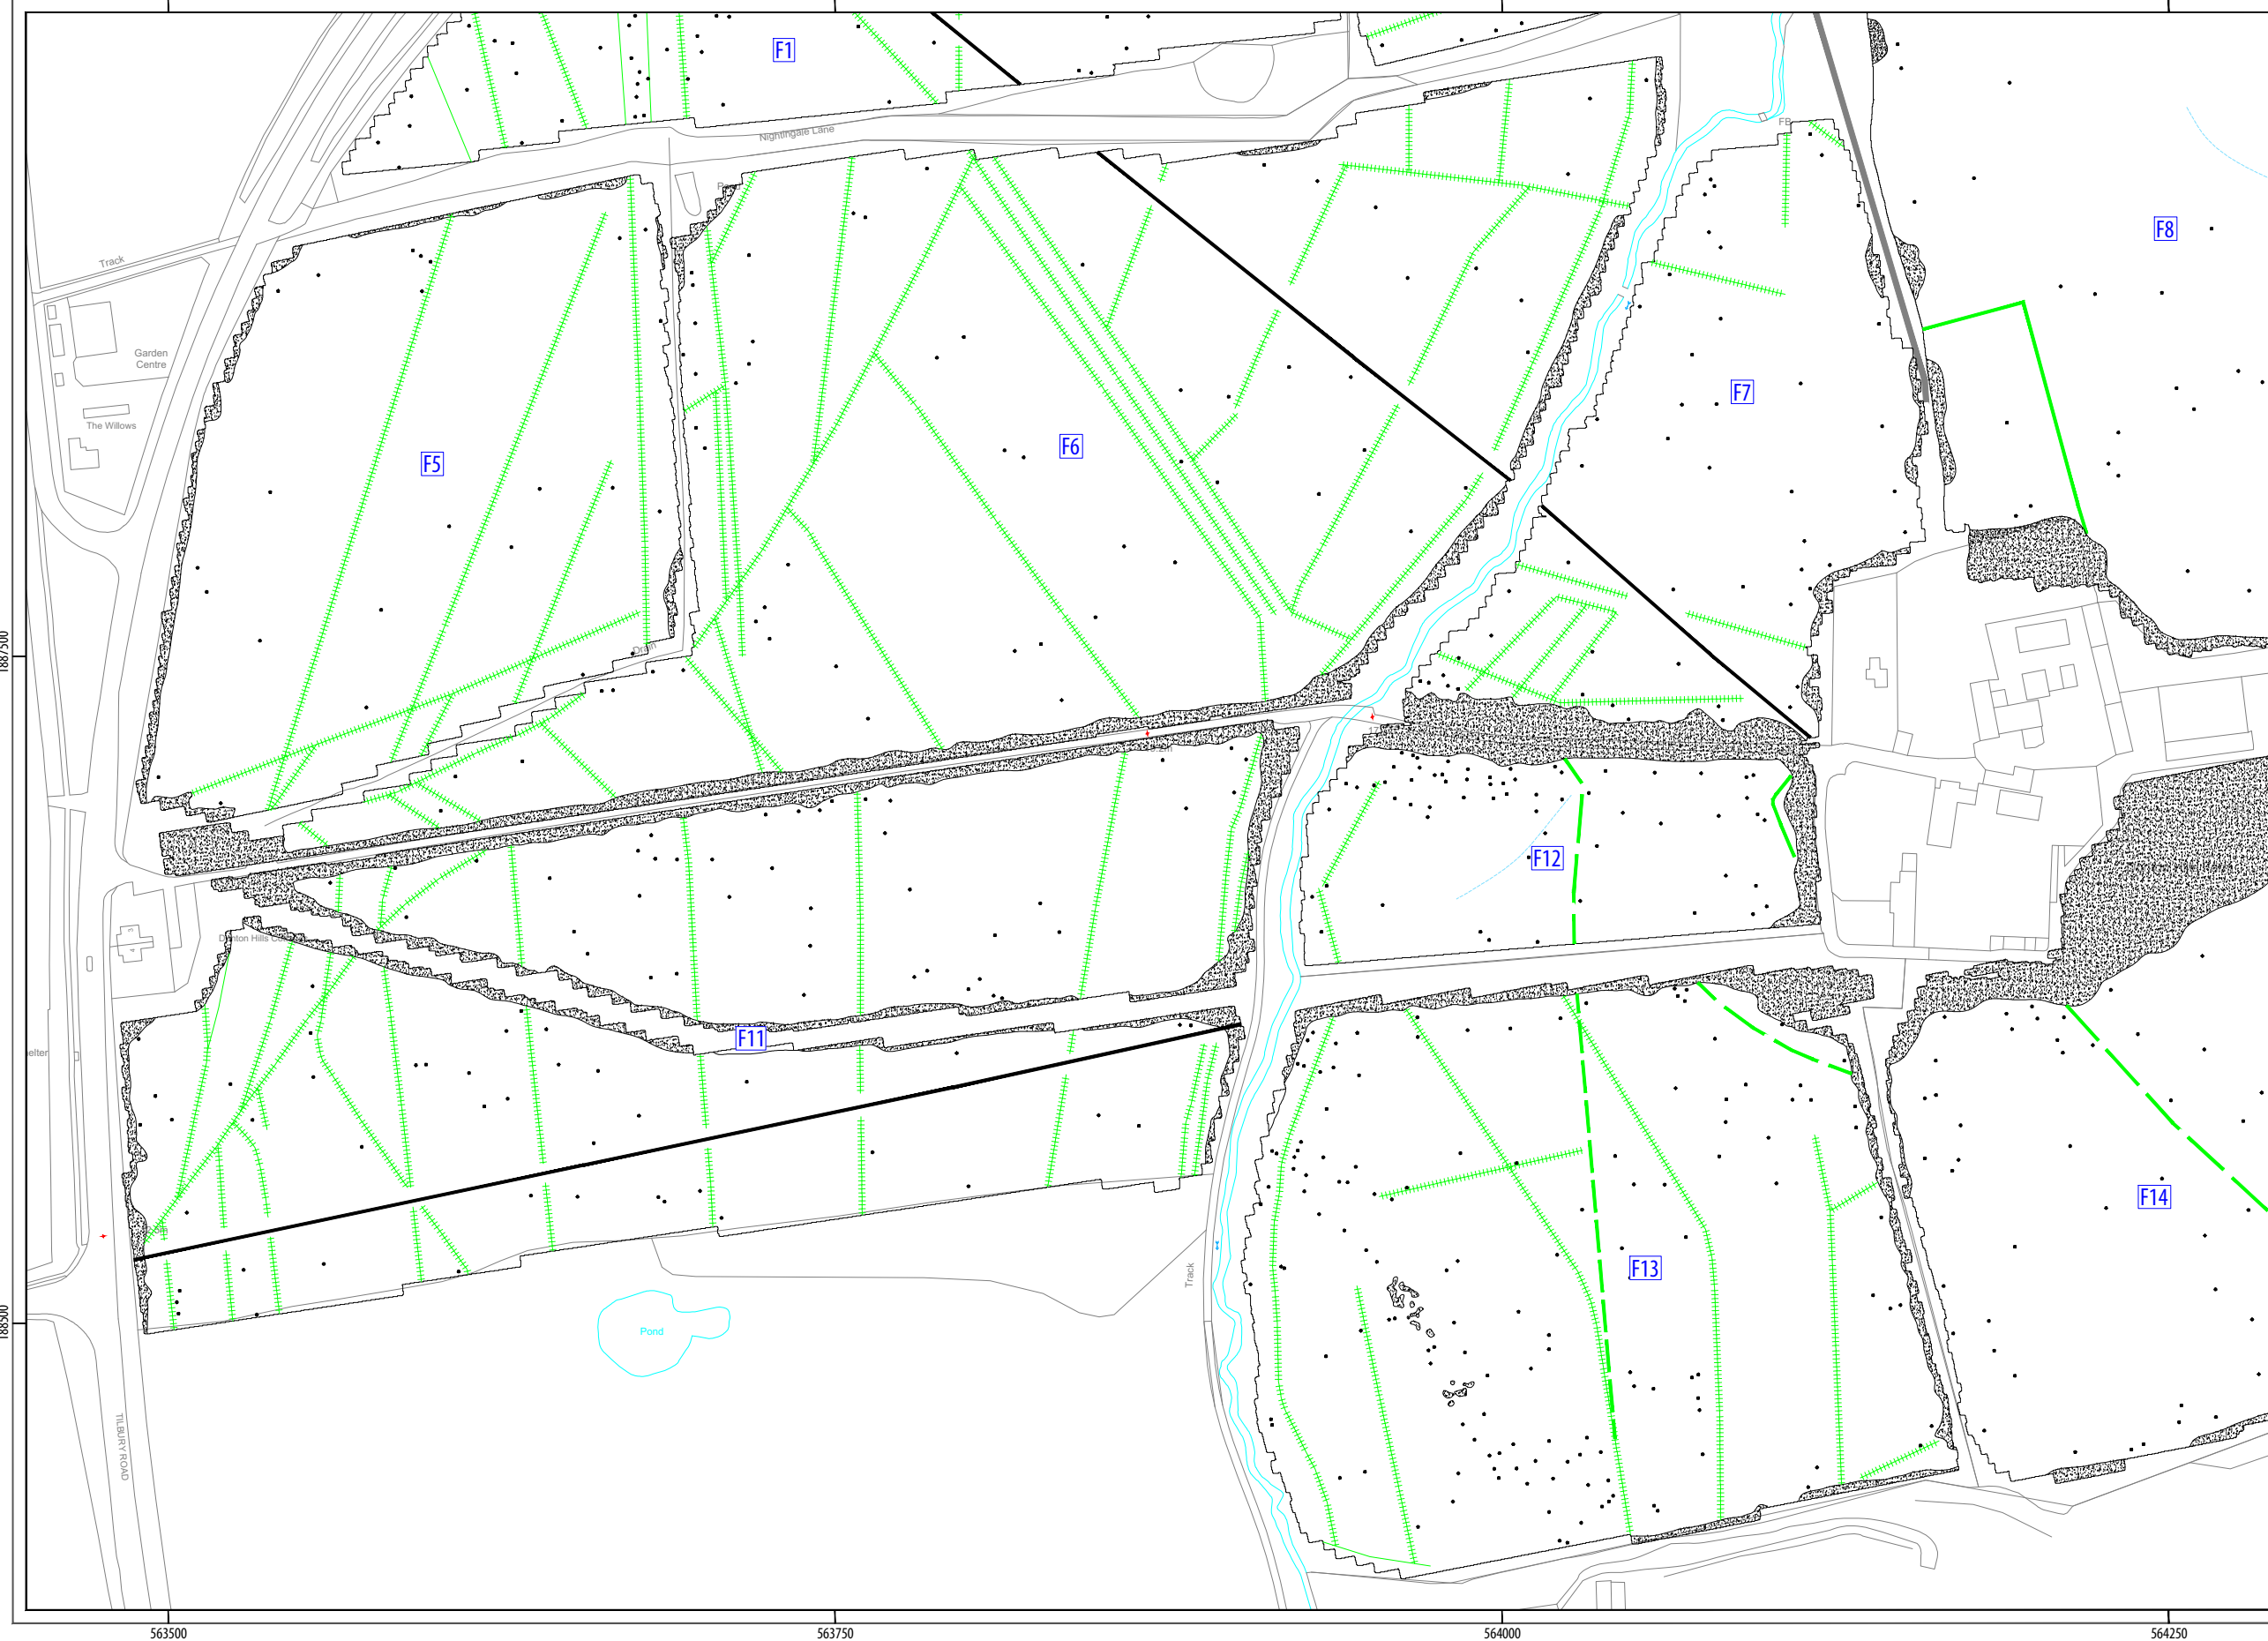 F1
Nightingale Lane
FB
F8
Track
Garden
Centre
The Willows
F5
F6
F7
187500
Drain
F12
F11
F14
F13
Track
Pond
TILBURY ROAD
563500
563750
564000
564250